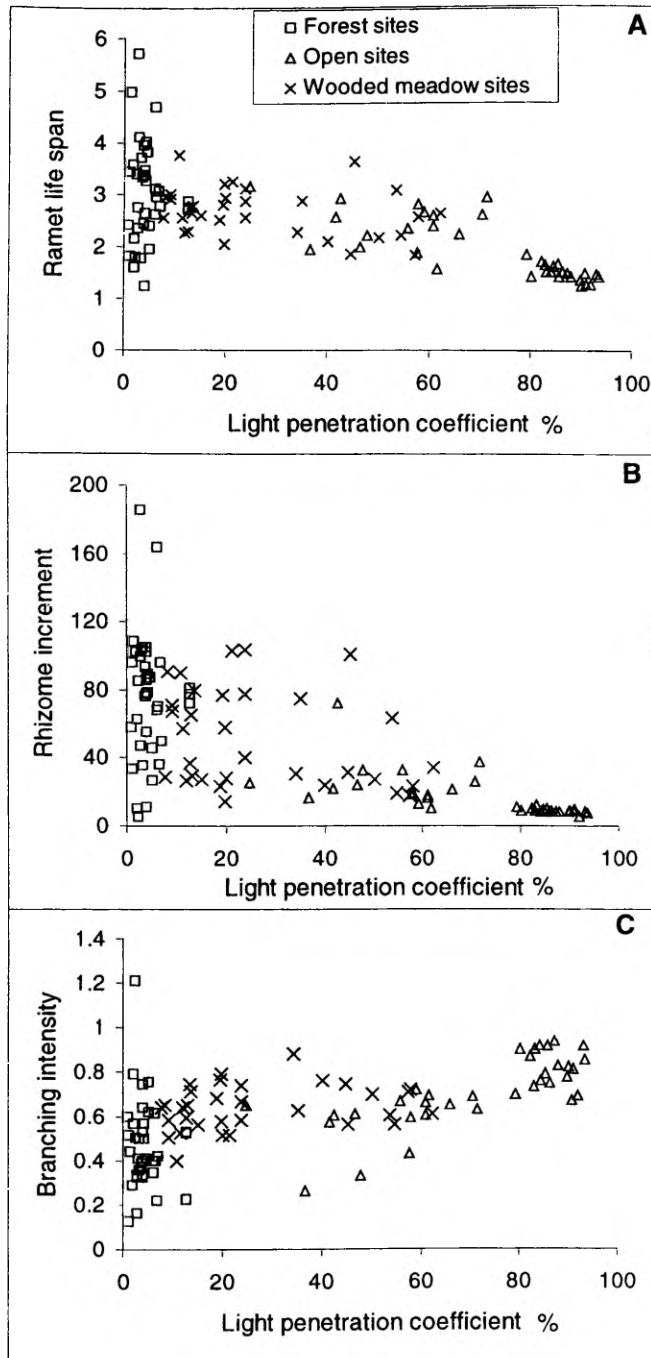 Forest sites
Open sites
Wooded meadow sites
A
6
5
4
3
2
1
0
Ramet life span
0 20 40 60 80 100
Light penetration coefficient %
B
200
160
120
80
40
0
Rhizome increment
0 20 40 60 80 100
Light penetration coefficient %
C
1.4
1.2
1
0.8
0.6
0.4
0.2
0
Branching intensity
0 20 40 60 80 100
Light penetration coefficient %